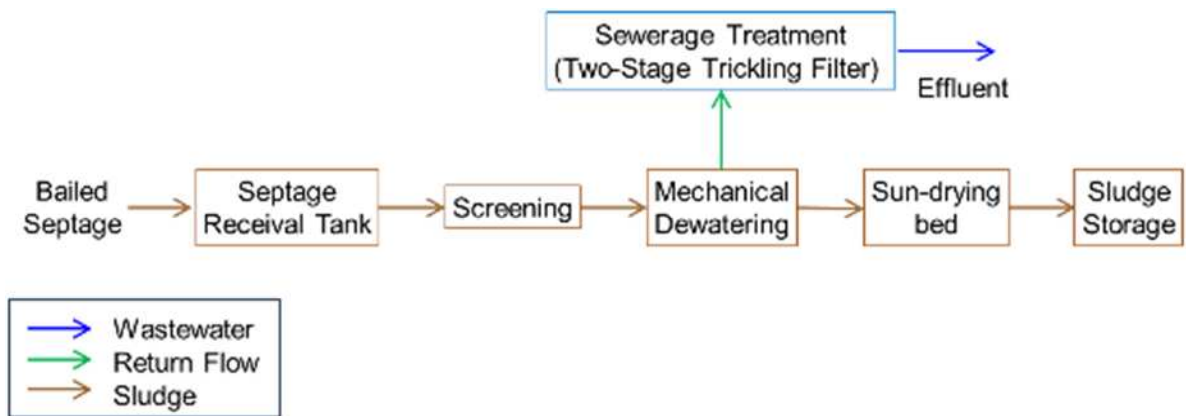 Sewerage Treatment
(Two-Stage Trickling Filter)
Effluent
Bailed
Septage
Septage
Receival Tank
Screening
Mechanical
Dewatering
Sun-drying
bed
Sludge
Storage
Wastewater
Return Flow
Sludge